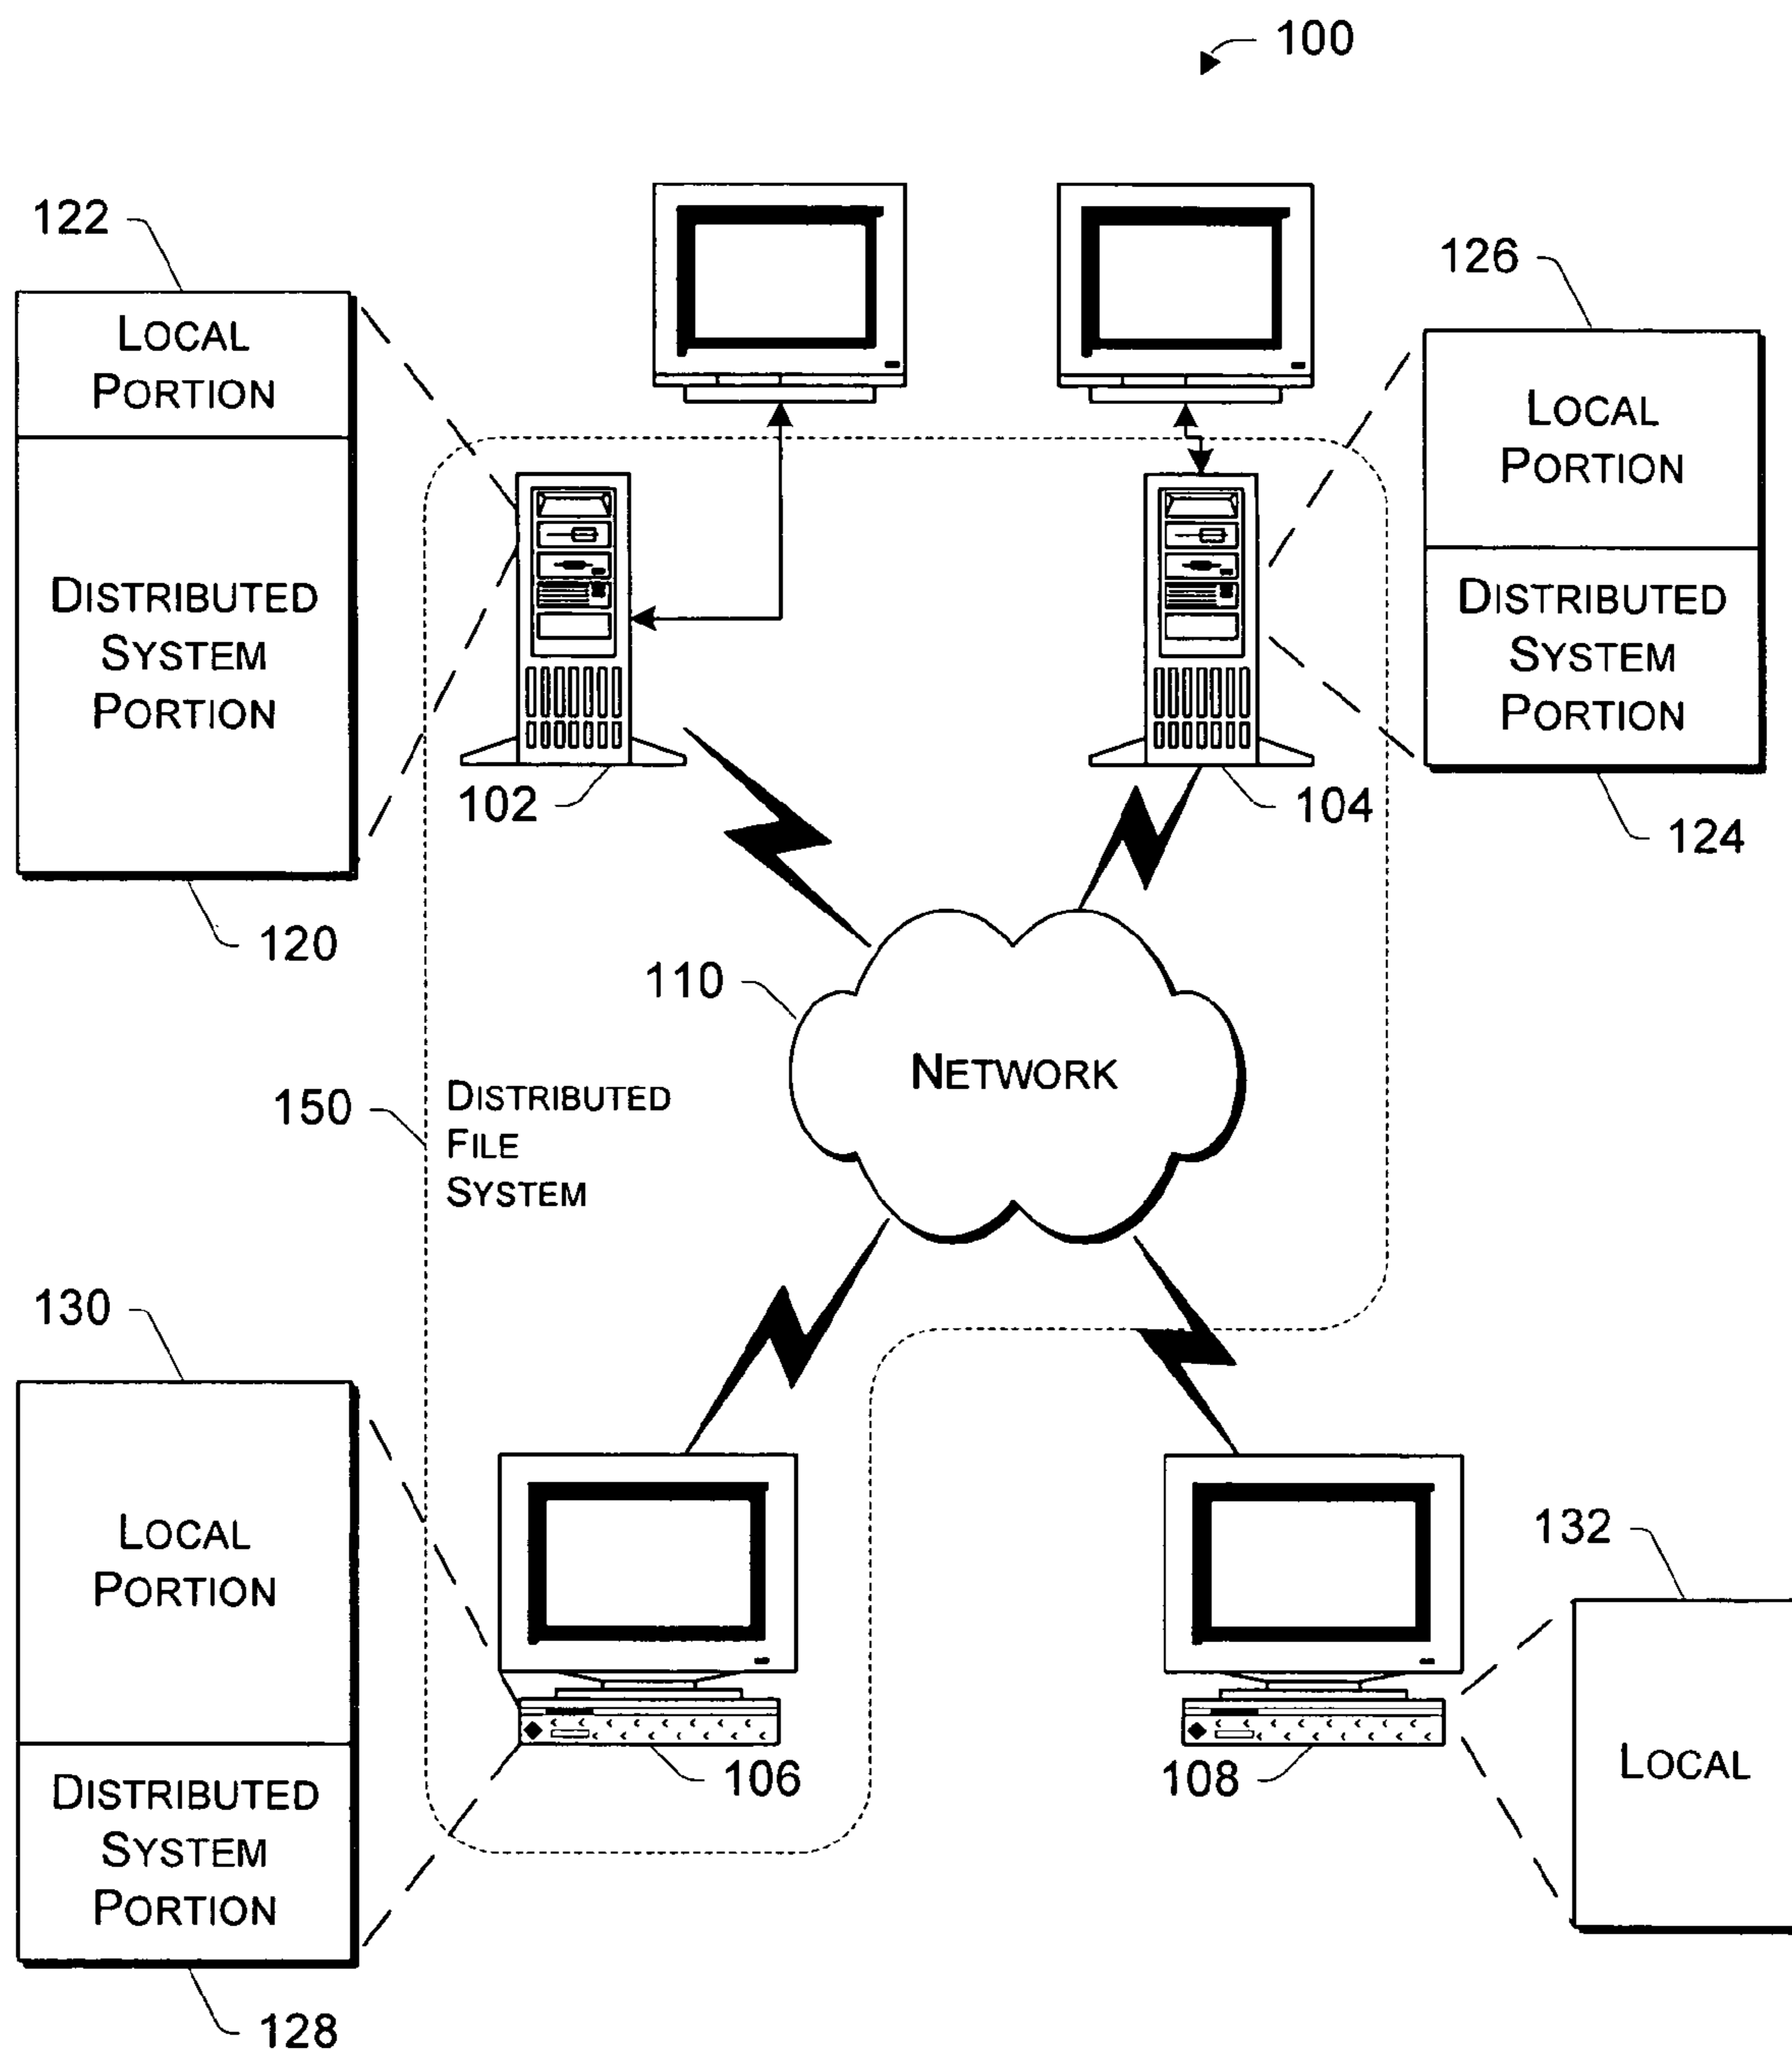 100
122
LOCAL
PORTION
DISTRIBUTED
SYSTEM
PORTION
120
126
LOCAL
PORTION
DISTRIBUTED
SYSTEM
PORTION
124
102
104
110
NETWORK
150
DISTRIBUTED
FILE
SYSTEM
130
LOCAL
PORTION
DISTRIBUTED
SYSTEM
PORTION
128
106
108
132
LOCAL